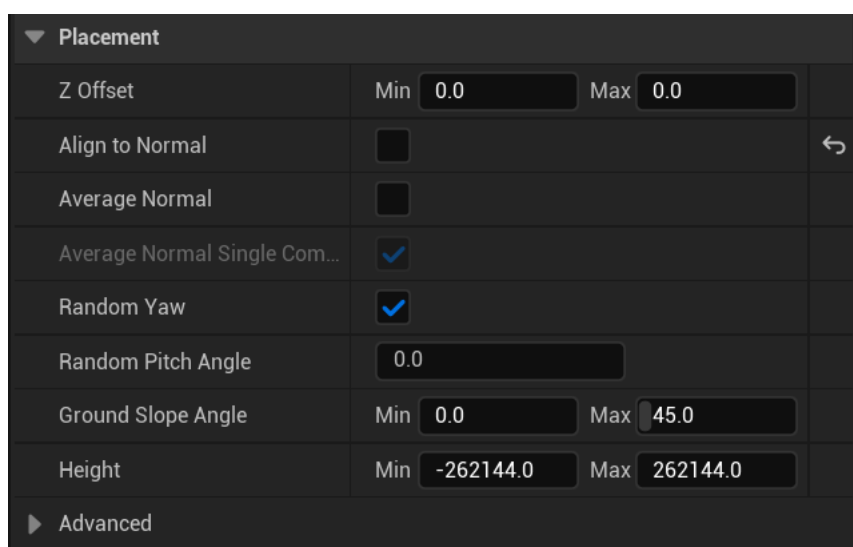 Placement
Z Offset Min 0.0 Max 0.0
Align to Normal
Average Normal
Average Normal Single Com...
Random Yaw
Random Pitch Angle 0.0
Ground Slope Angle Min 0.0 Max 45.0
Height Min -262144.0 Max 262144.0
Advanced